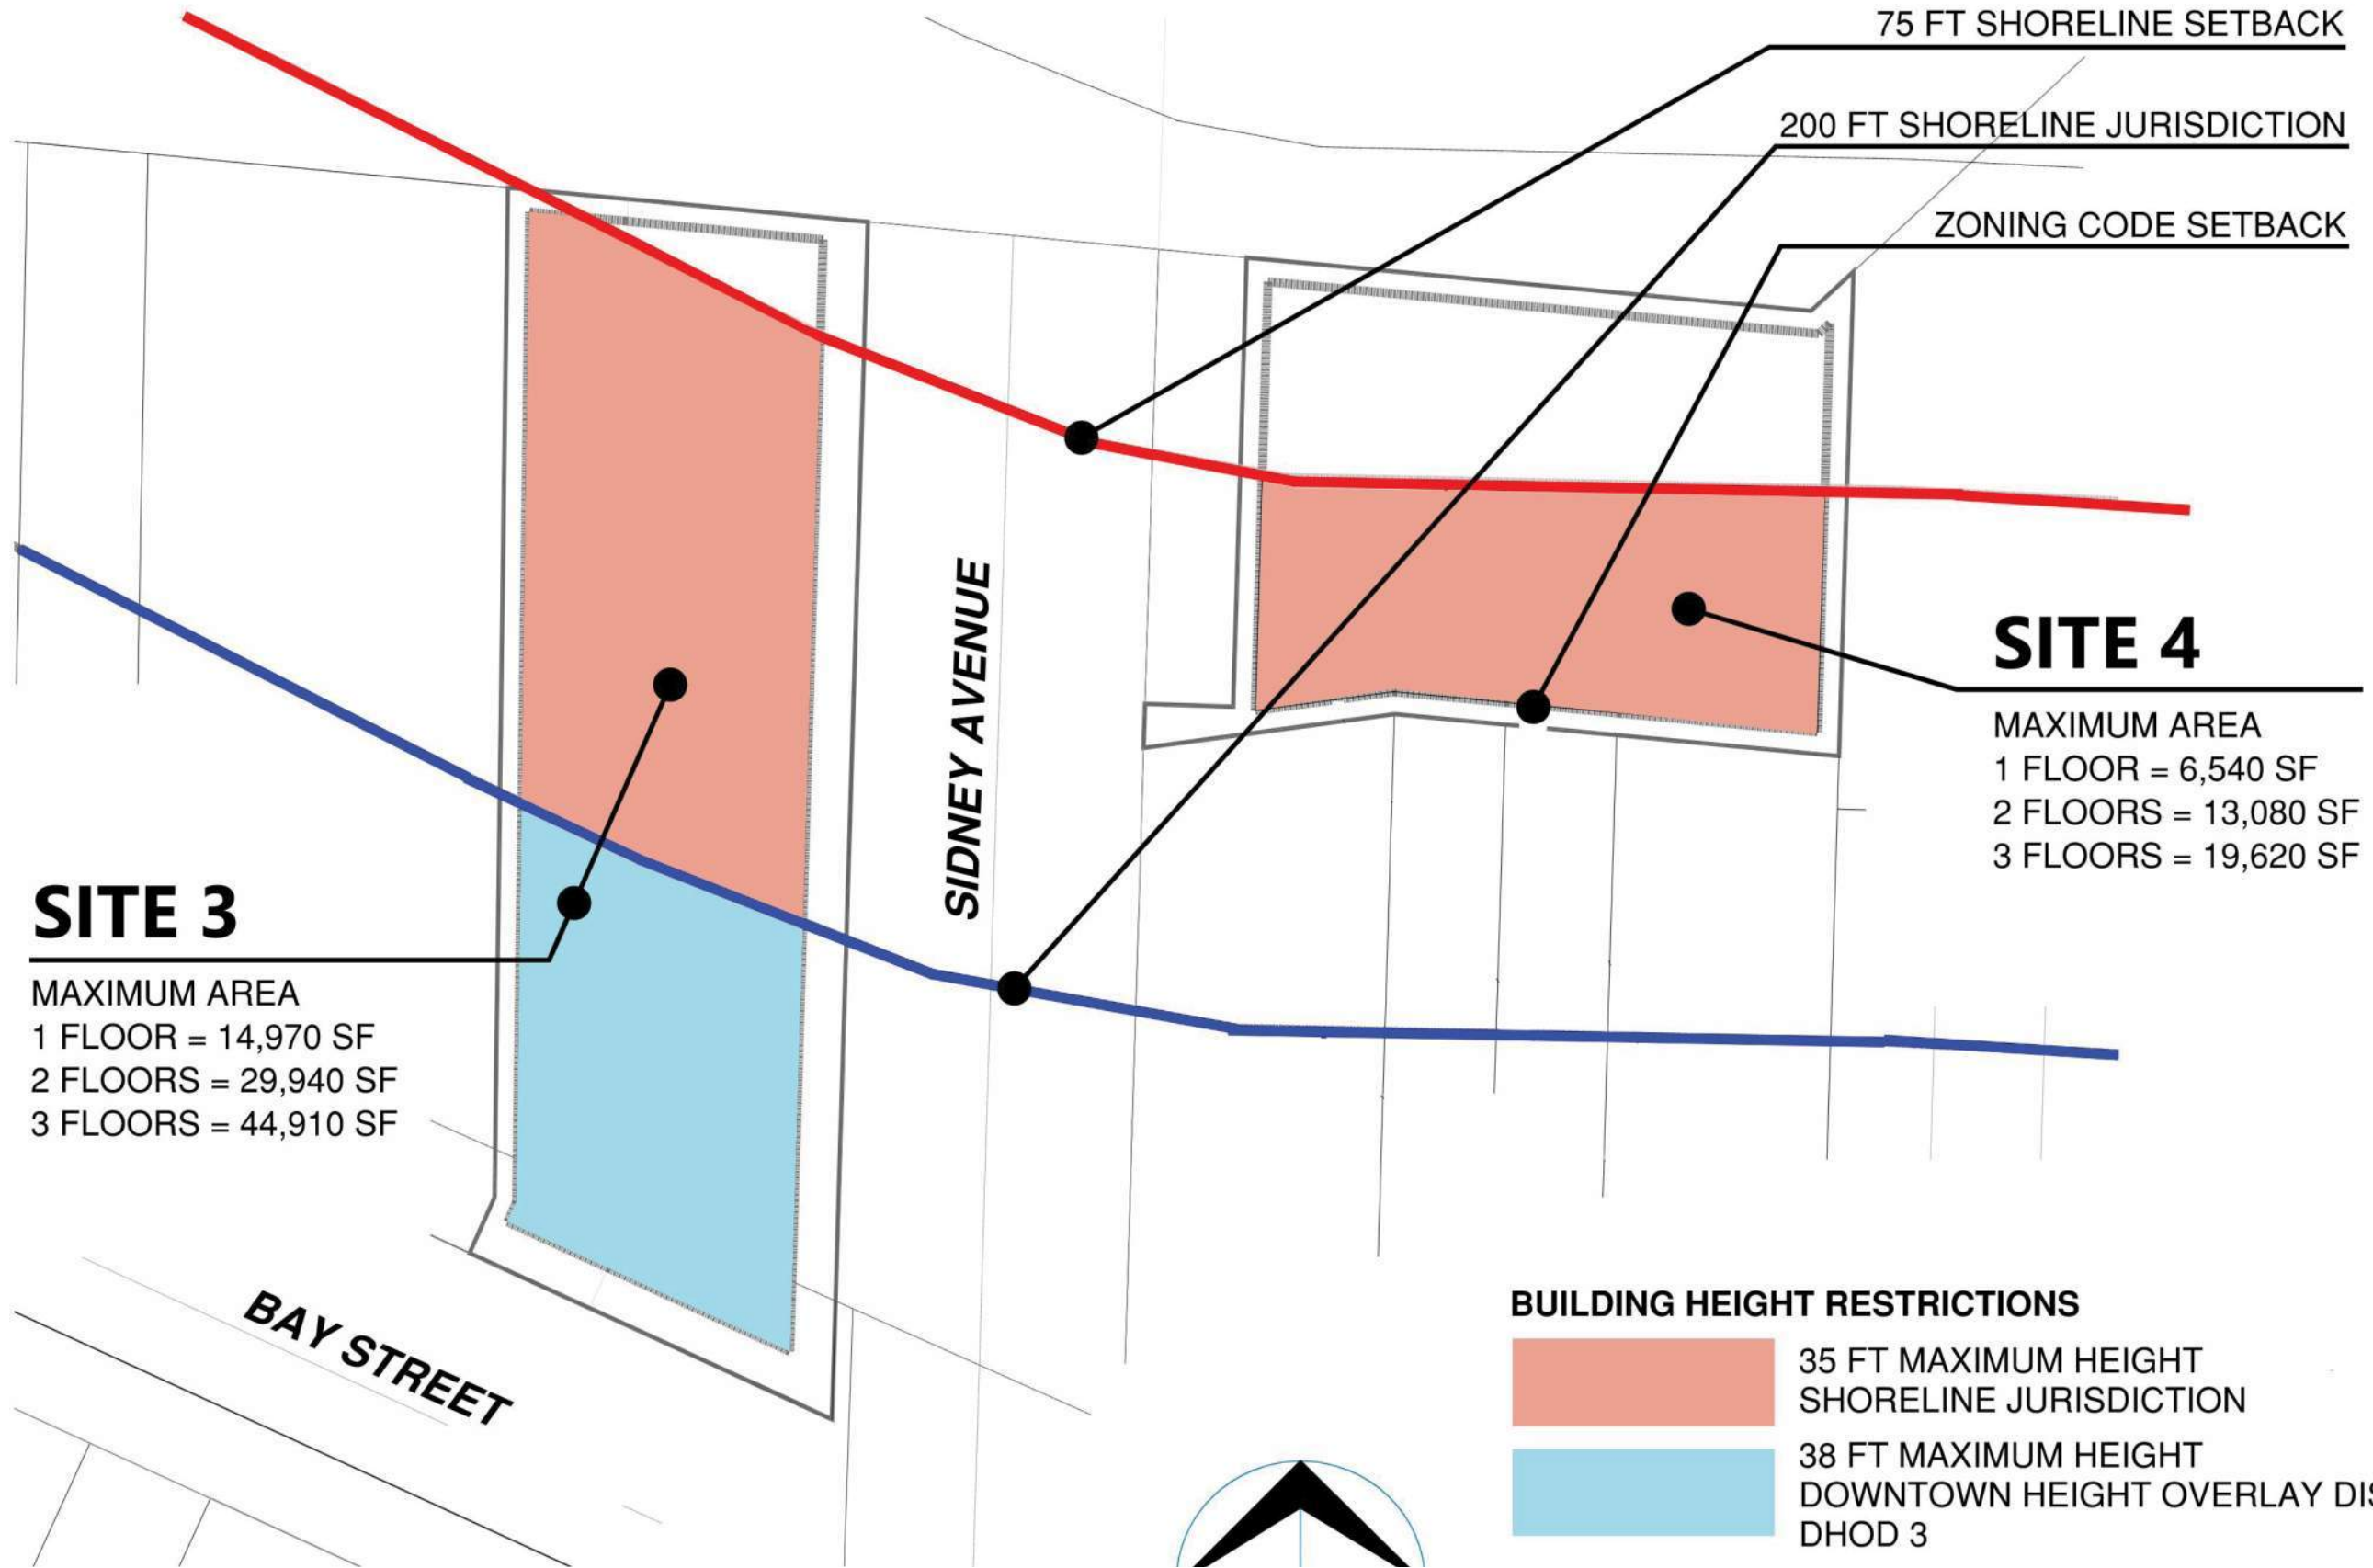 75 FT SHORELINE SETBACK
200 FT SHORELINE JURISDICTION
ZONING CODE SETBACK
SIDNEY AVENUE
SITE 4
MAXIMUM AREA
1 FLOOR = 6,540 SF
2 FLOORS = 13,080 SF
3 FLOORS = 19,620 SF
SITE 3
MAXIMUM AREA
1 FLOOR = 14,970 SF
2 FLOORS = 29,940 SF
3 FLOORS = 44,910 SF
BAY STREET
BUILDING HEIGHT RESTRICTIONS
35 FT MAXIMUM HEIGHT
SHORELINE JURISDICTION
38 FT MAXIMUM HEIGHT
DOWNTOWN HEIGHT OVERLAY
DHOD 3